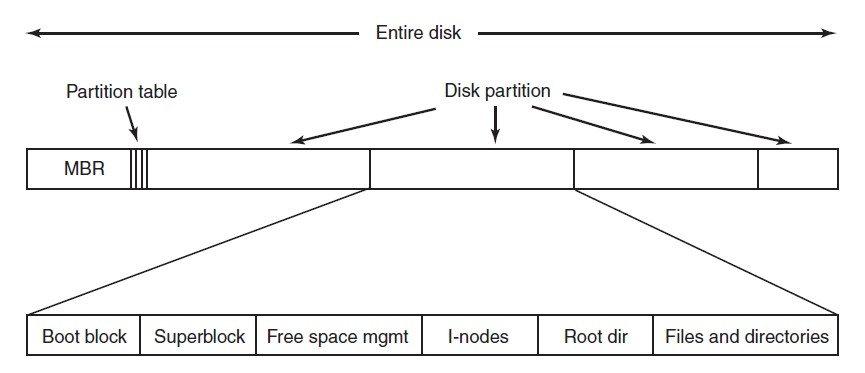 Entire disk
Partition table
Disk partition
MBR
Boot block
Superblock
Free space mgmt
I-nodes
Root dir
Files and directories